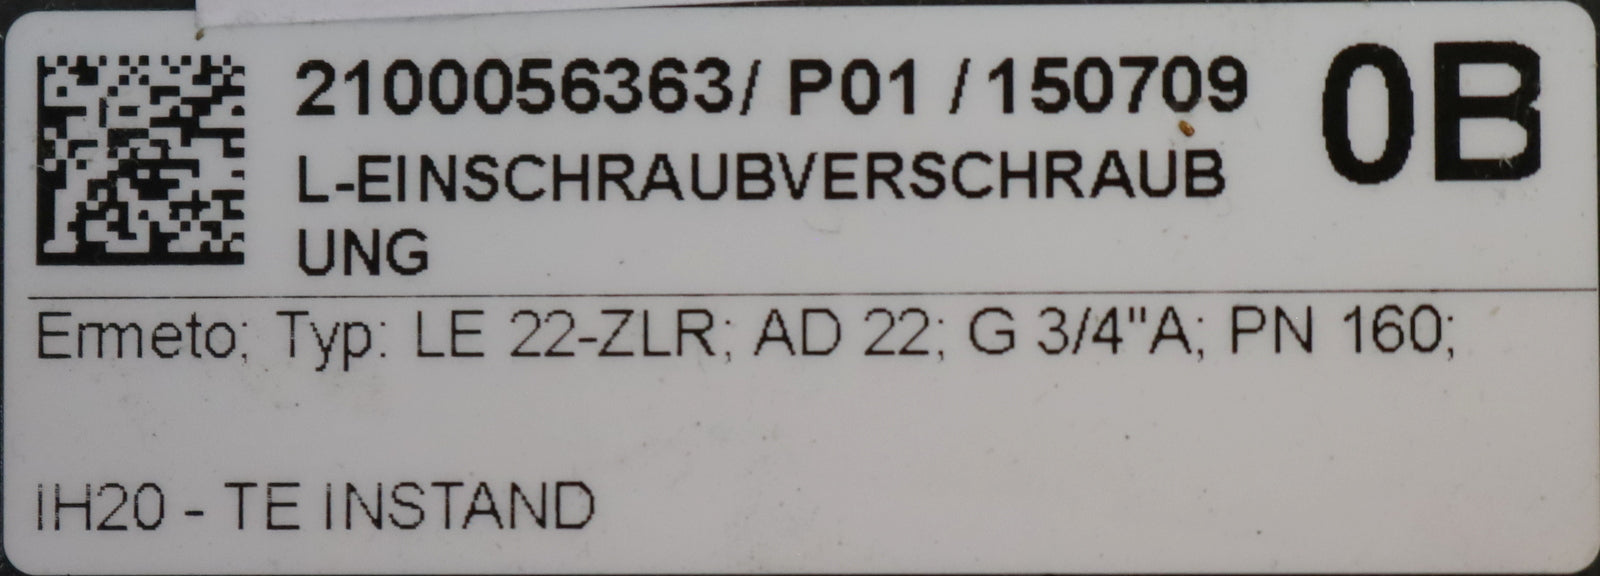 2100056363/ P01 / 150709
0B
L-EINSCHRAUBVERSCHRAUB
UNG
Ermeto; Typ: LE 22-ZLR; AD 22; G 3/4"A; PN 160;
IH20 - TE INSTAND